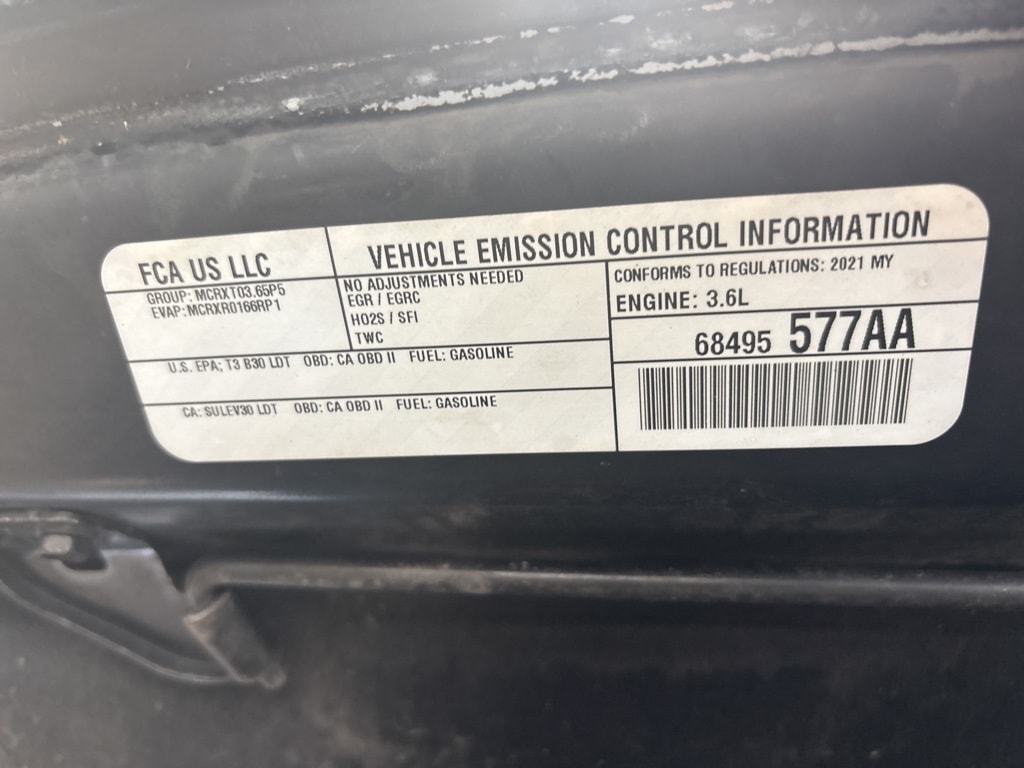 FCA US LLC
GROUP: MCRXT03.65P5
EVAP: MCRXR0166RP1
VEHICLE EMISSION CONTROL INFORMATION
NO ADJUSTMENTS NEEDED
EGR / EGRC
HO2S / SFI
TWC
CONFORMS TO REGULATIONS: 2021 MY
ENGINE: 3.6L
68495 577AA
U.S. EPA: T3 B30 LDT OBD: CA OBD II FUEL: GASOLINE
CA: SULEV30 LDT OBD: CA OBD II FUEL: GASOLINE